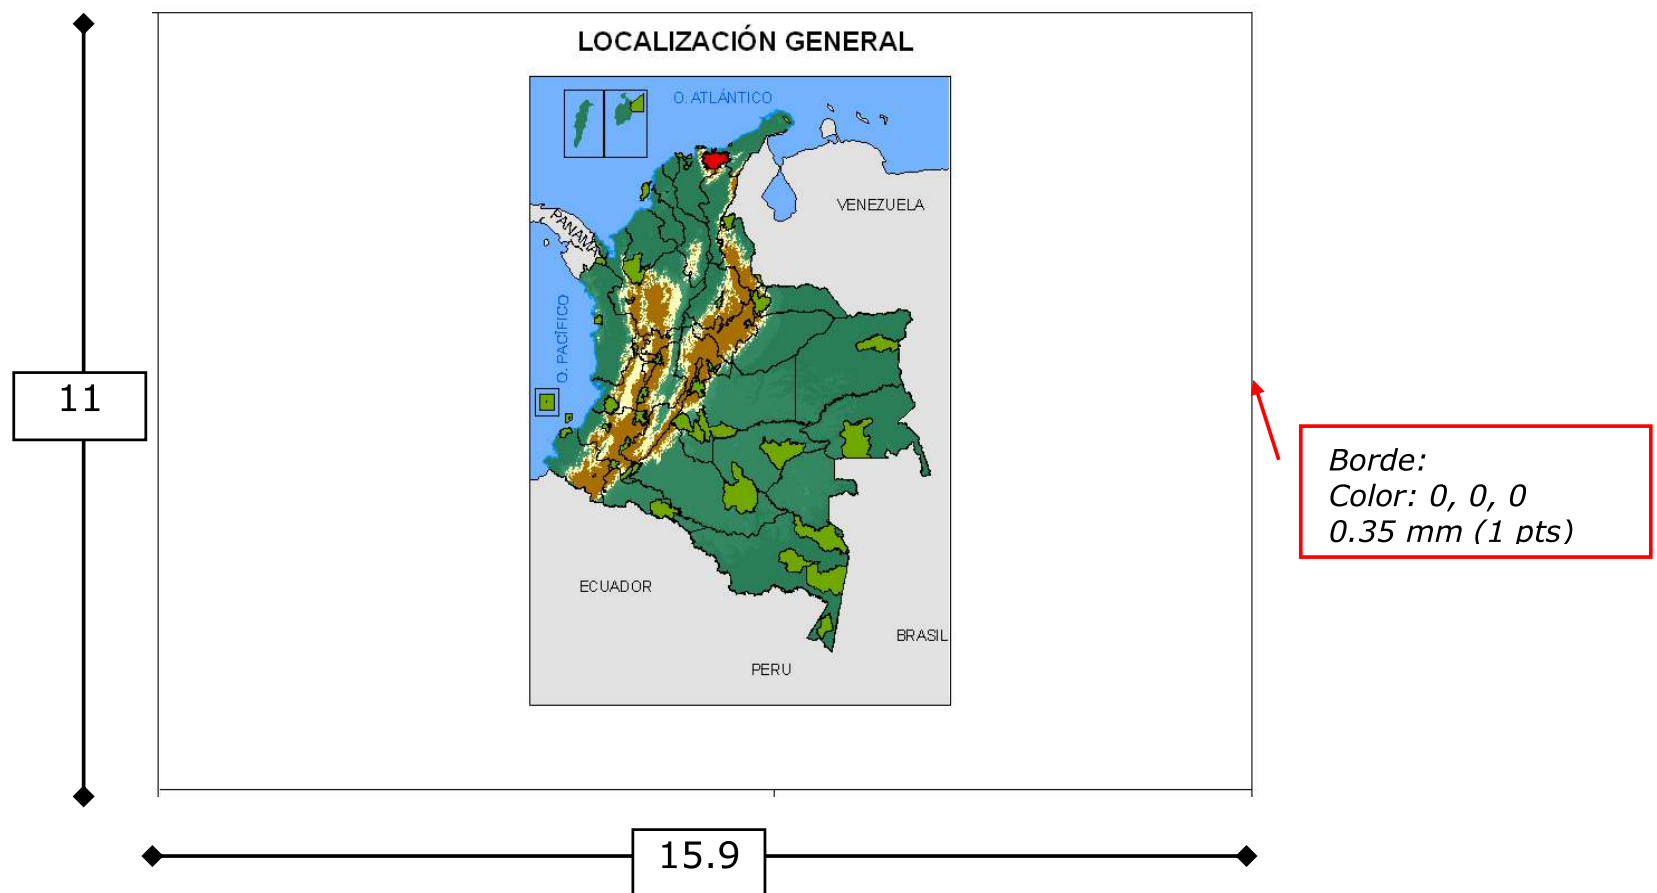 LOCALIZACIÓN GENERAL
O. ATLÁNTICO
VENEZUELA
PANAMA
O. PACÍFICO
11
Borde:
Color: 0, 0, 0
0.35 mm (1 pts)
ECUADOR
BRASIL
PERU
15.9